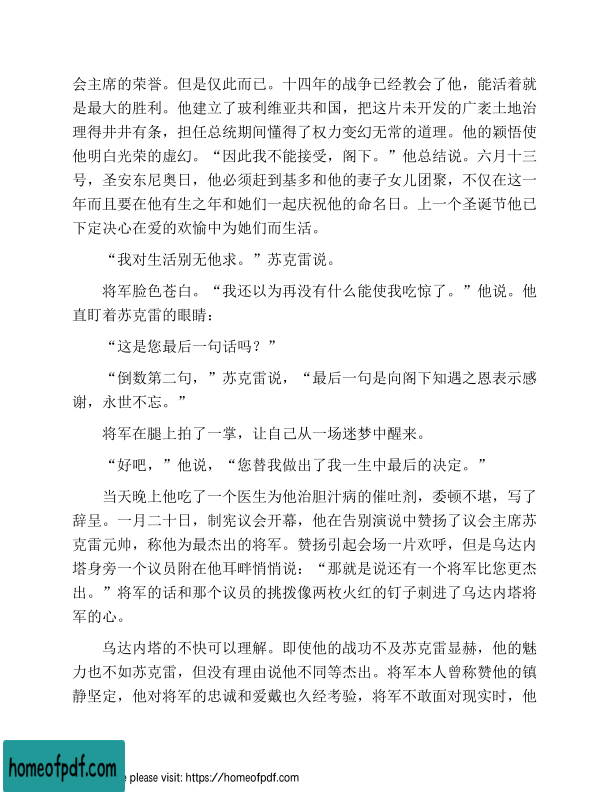 会主席的荣誉。但是仅此而已。十四年的战争已经教会了他，能活着就
是最大的胜利。他建立了玻利维亚共和国，把这片未开发的广袤土地治
理得井井有条，担任总统期间懂得了权力变幻无常的道理。他的颖悟使
他明白光荣的虚幻。“因此我不能接受，阁下。”他总结说。六月十三
号，圣安东尼奥日，他必须赶到基多和他的妻子女儿团聚，不仅在这一
年而且要在他有生之年和她们一起庆祝他的命名日。上一个圣诞节他已
下定决心在爱的欢愉中为她们而生活。
“我对生活别无他求。”苏克雷说。
将军脸色苍白。“我还以为再没有什么能使我吃惊了。”他说。他
直盯着苏克雷的眼睛：
“这是您最后一句话吗？”
“倒数第二句，”苏克雷说，“最后一句是向阁下知遇之恩表示感
谢，永世不忘。”
将军在腿上拍了一掌，让自己从一场迷梦中醒来。
“好吧，”他说，“您替我做出了我一生中最后的决定。”
当天晚上他吃了一个医生为他治胆汁病的催吐剂，委顿不堪，写了
辞呈。一月二十日，制宪议会开幕，他在告别演说中赞扬了议会主席苏
克雷元帅，称他为最杰出的将军。赞扬引起会场一片欢呼，但是乌达内
塔身旁一个议员附在他耳畔悄悄说：“那就是说还有一个将军比您更杰
出。”将军的话和那个议员的挑拨像两枚火红的钉子刺进了乌达内塔将
军的心。
乌达内塔的不快可以理解。即使他的战功不及苏克雷显赫，他的魅
力也不如苏克雷，但没有理由说他不同等杰出。将军本人曾称赞他的镇
静坚定，他对将军的忠诚和爱戴也久经考验，将军不敢面对现实时，他
homeofpdf.com
e please visit: https://homeofpdf.com